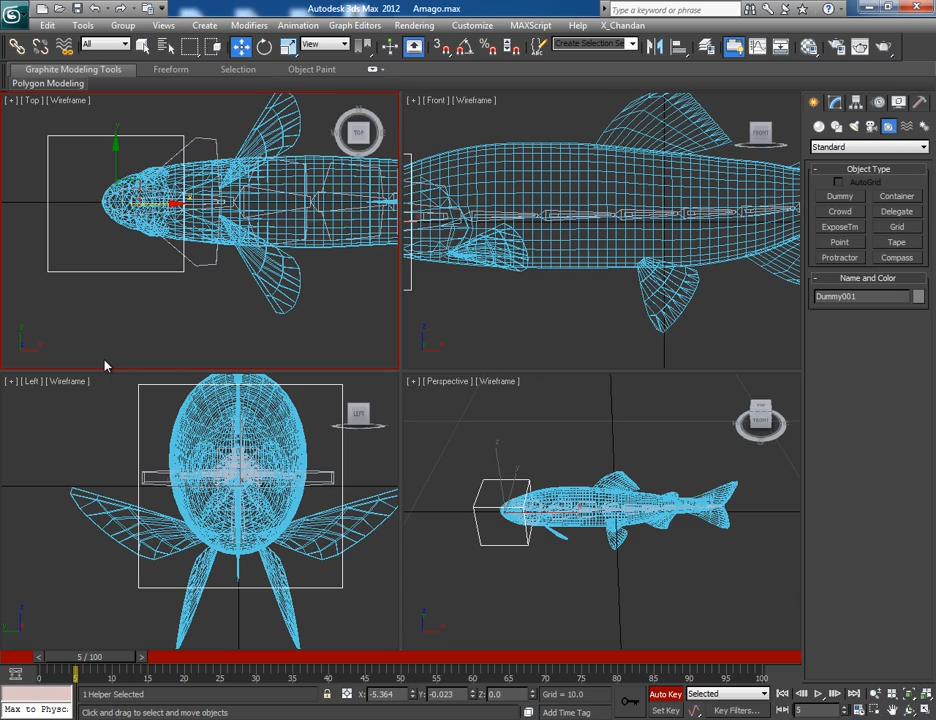 Autodesk 3ds Max 2012    Amago.max
Type a keyword or phrase
Edit Tools Group Views Create Modifiers Animation Graph Editors Rendering Customize MAXScript Help X_Chandan
All View Create Selection Se
Graphite Modeling Tools Freeform Selection Object Paint
Polygon Modeling
[+] [Top] [Wireframe]
TOP
[+] [Front] [Wireframe]
FRONT
Standard
Object Type
AutoGrid
Dummy Container
Crowd Delegate
ExposeTm Grid
Point Tape
Protractor Compass
Name and Color
Dummy001
[+] [Left] [Wireframe]
LEFT
[+] [Perspective] [Wireframe]
TOP
FRONT
5 / 100
0 5 10 15 20 25 30 35 40 45 50 55 60 65 70 75 80 85 90 95 100
1 Helper Selected X: -5.364 Y: -0.023 Z: 0.0 Grid = 10.0 Auto Key Selected
Max to Physc Click and drag to select and move objects Add Time Tag Set Key Key Filters... 5